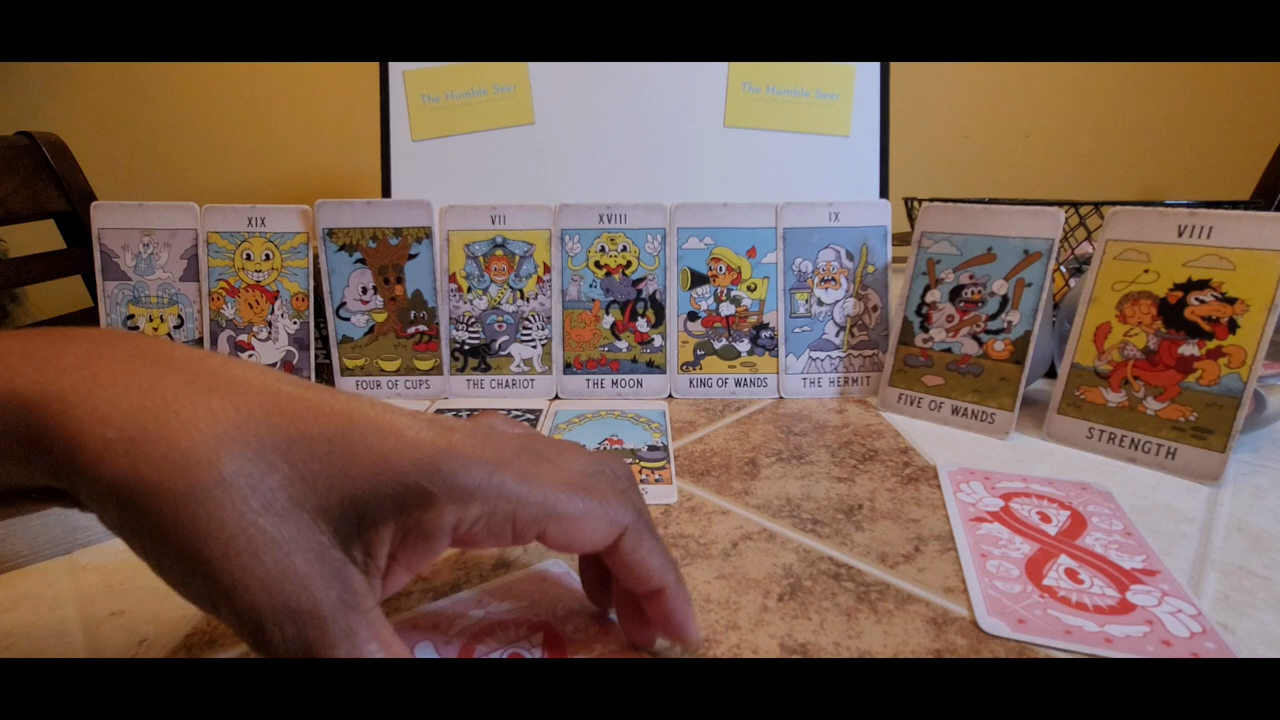 The Humble Seer
The Humble Seer
XIX
FOUR OF CUPS
VII
THE CHARIOT
XVIII
THE MOON
KING OF WANDS
IX
THE HERMIT
FIVE OF WANDS
VIII
STRENGTH